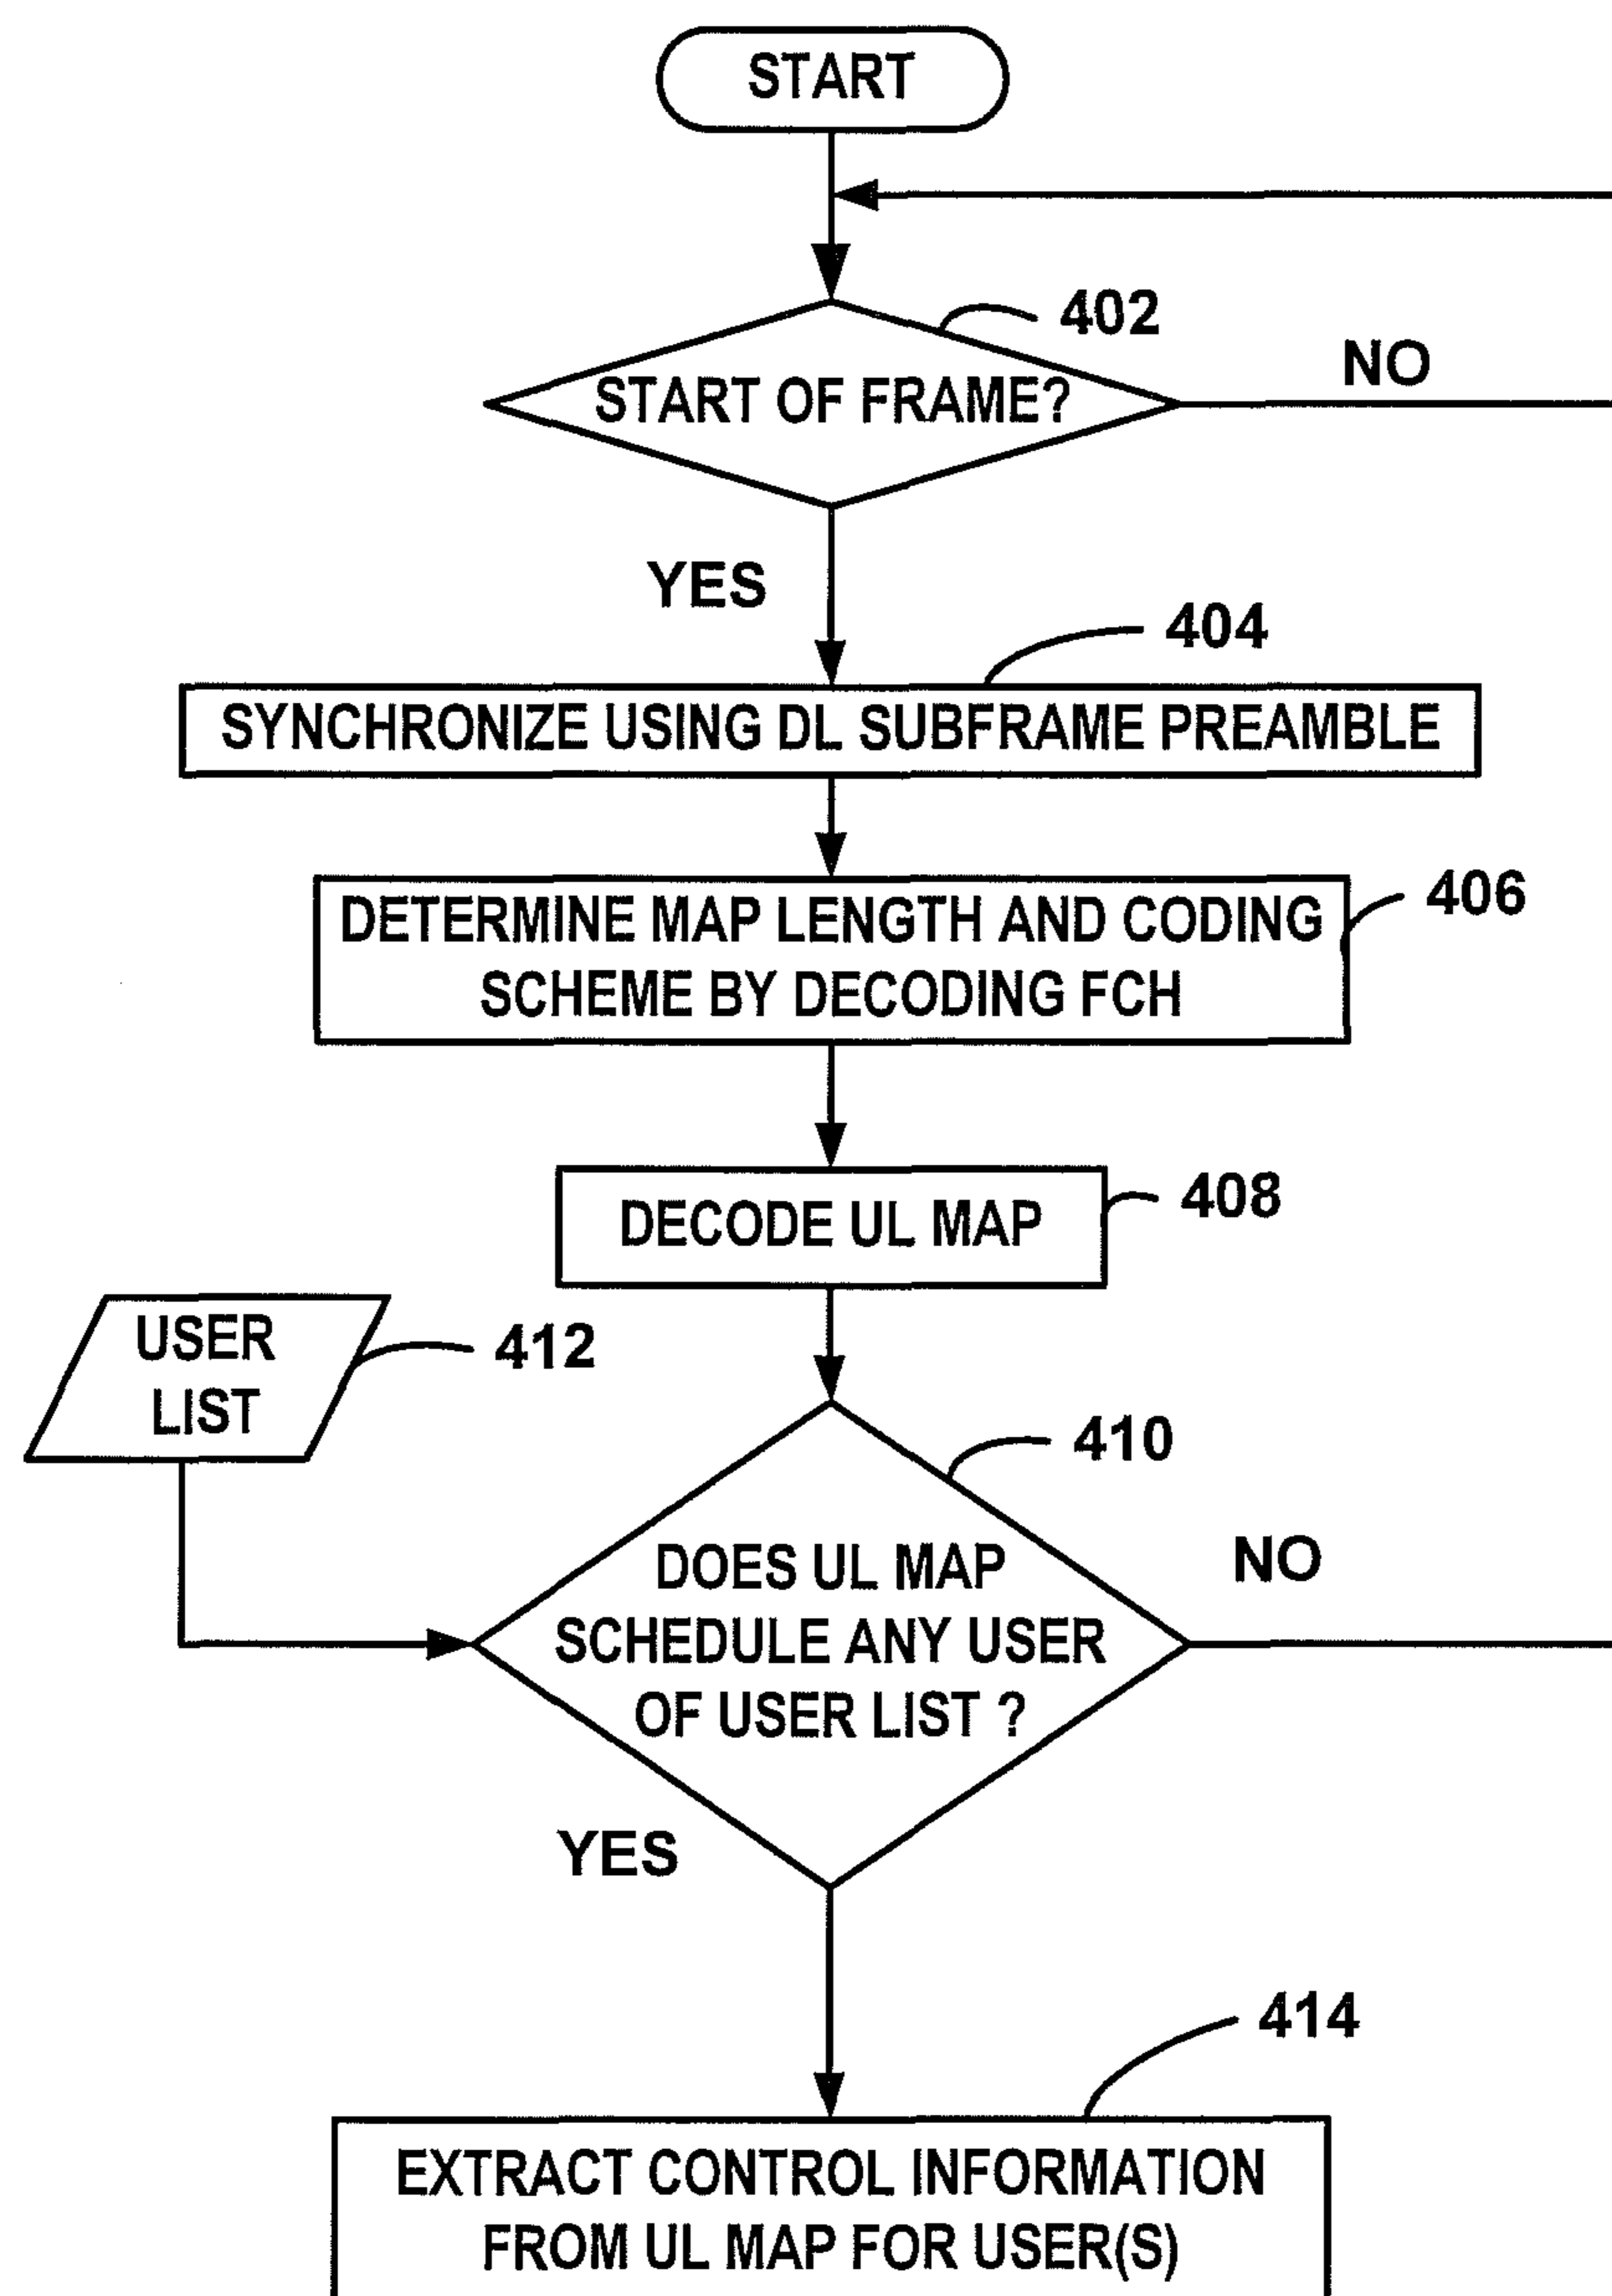 START
402
START OF FRAME?
NO
YES
404
SYNCHRONIZE USING DL SUBFRAME PREAMBLE
406
DETERMINE MAP LENGTH AND CODING
SCHEME BY DECODING FCH
408
DECODE UL MAP
USER
LIST
412
410
DOES UL MAP
SCHEDULE ANY USER
OF USER LIST ?
NO
YES
414
EXTRACT CONTROL INFORMATION
FROM UL MAP FOR USER(S)